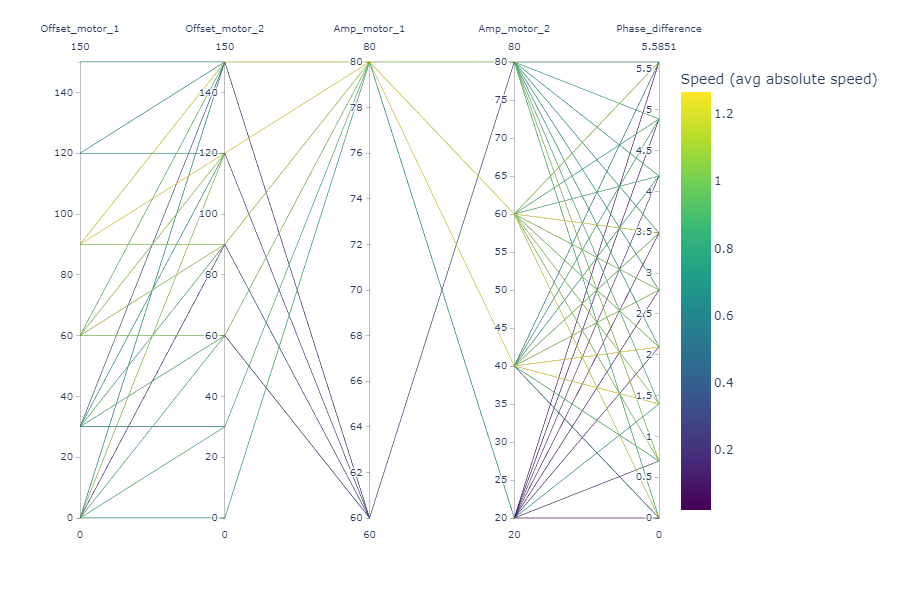 Offset_motor_1 Offset_motor_2 Amp_motor_1 Amp_motor_2 Phase_difference
150 150 80 80 5.5851
80 80 5.5
Speed (avg absolute speed)
140 140 78 75 5 1.2
120 120 76 70 4.5 1
100 100 74 65 4 0.8
80 80 72 60 3.5 0.6
60 60 70 55 3 0.4
40 40 68 50 2.5 0.2
20 20 66 45 2
0 0 64 40 1.5
62 35 1
60 30 0.5
25 0
20
0 0 60 20 0